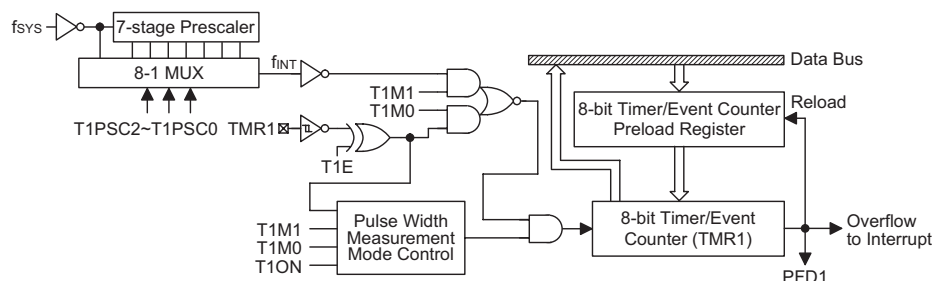 fSYS
7-stage Prescaler
8-1 MUX
T1PSC2~T1PSC0
fINT
T1M1
T1M0
TMR1
T1E
T1M1
T1M0
T1ON
Pulse Width
Measurement
Mode Control
Data Bus
8-bit Timer/Event Counter
Preload Register
Reload
8-bit Timer/Event
Counter (TMR1)
Overflow
to Interrupt
PFD1